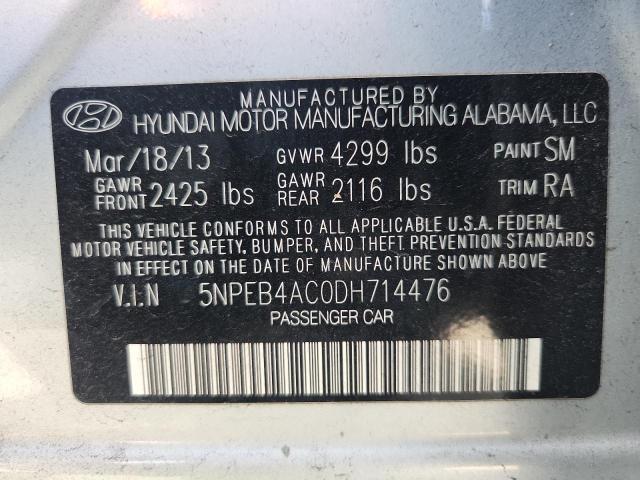 MANUFACTURED BY
HYUNDAI MOTOR MANUFACTURING ALABAMA, LLC
Mar/18/13 GVWR 4299 lbs PAINT SM
GAWR FRONT 2425 lbs GAWR REAR 2116 lbs TRIM RA
THIS VEHICLE CONFORMS TO ALL APPLICABLE U.S.A. FEDERAL
MOTOR VEHICLE SAFETY, BUMPER, AND THEFT PREVENTION STANDARDS
IN EFFECT ON THE DATE OF MANUFACTURE SHOWN ABOVE.
V.I.N 5NPEB4AC0DH714476
PASSENGER CAR